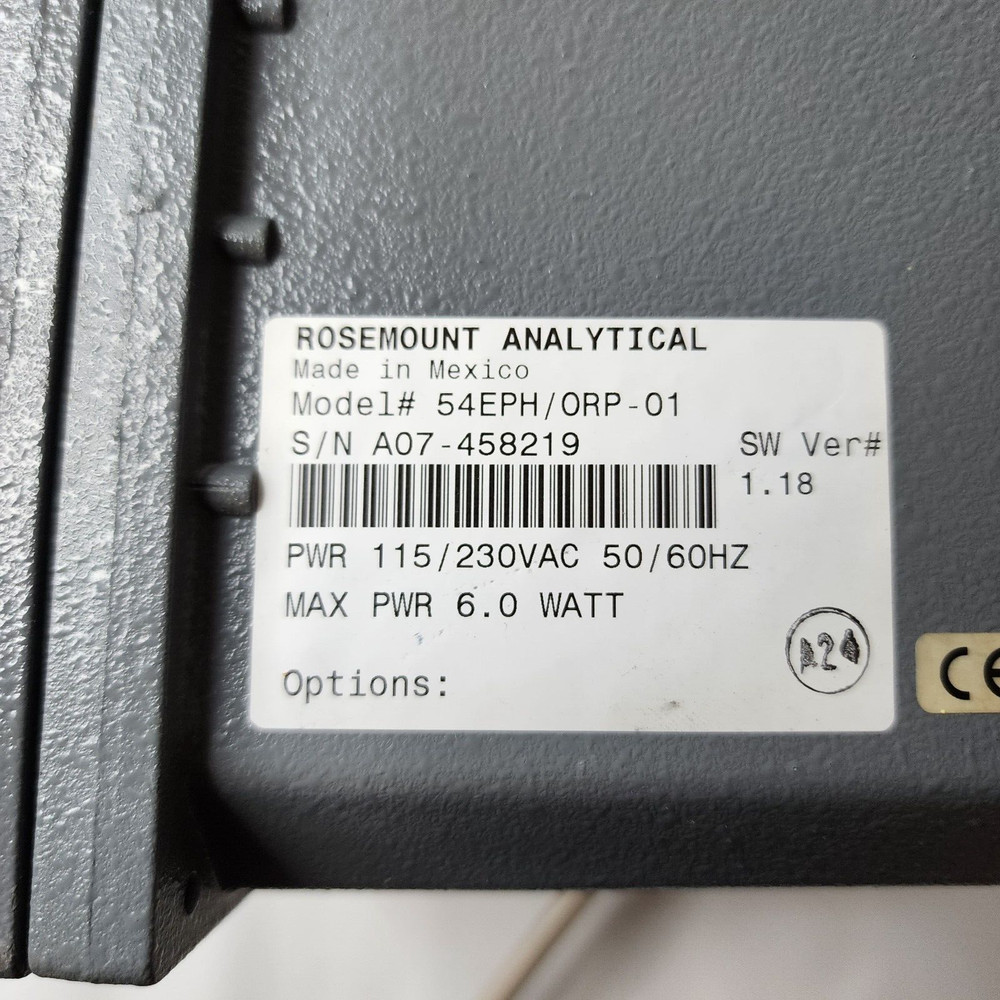 ROSEMOUNT ANALYTICAL
Made in Mexico
Model# 54EPH/ORP-01
S/N A07-458219
SW Ver#
1.18
PWR 115/230VAC 50/60HZ
MAX PWR 6.0 WATT
Options:
CE